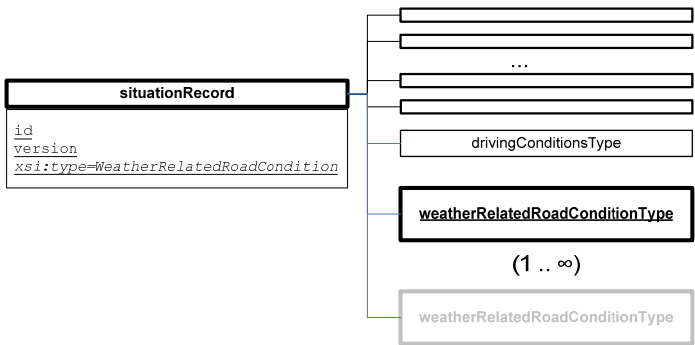 ...
situationRecord
id
version
xsi:type=WeatherRelatedRoadCondition
drivingConditionsType
weatherRelatedRoadConditionType
(1 .. ∞)
weatherRelatedRoadConditionType